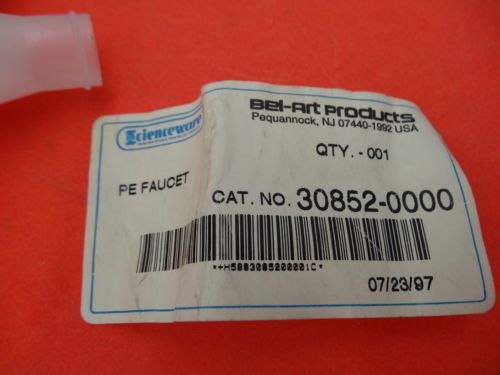 Scienceware
Bel-Art products
Pequannock, NJ 07440-1992 USA
QTY. - 001
PE FAUCET
CAT. NO. 30852-0000
*+H5803085200001C*
07/23/97